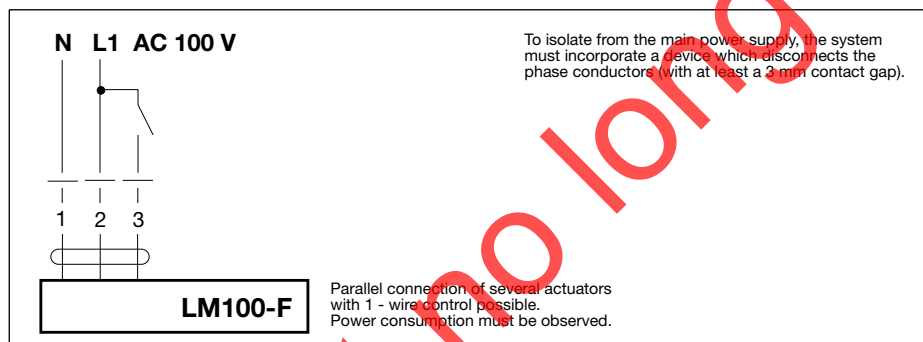 N L1 AC 100 V
To isolate from the main power supply, the system
must incorporate a device which disconnects the
phase conductors (with at least a 3 mm contact gap).
1 2 3
LM100-F
Parallel connection of several actuators
with 1 - wire control possible.
Power consumption must be observed.
no long